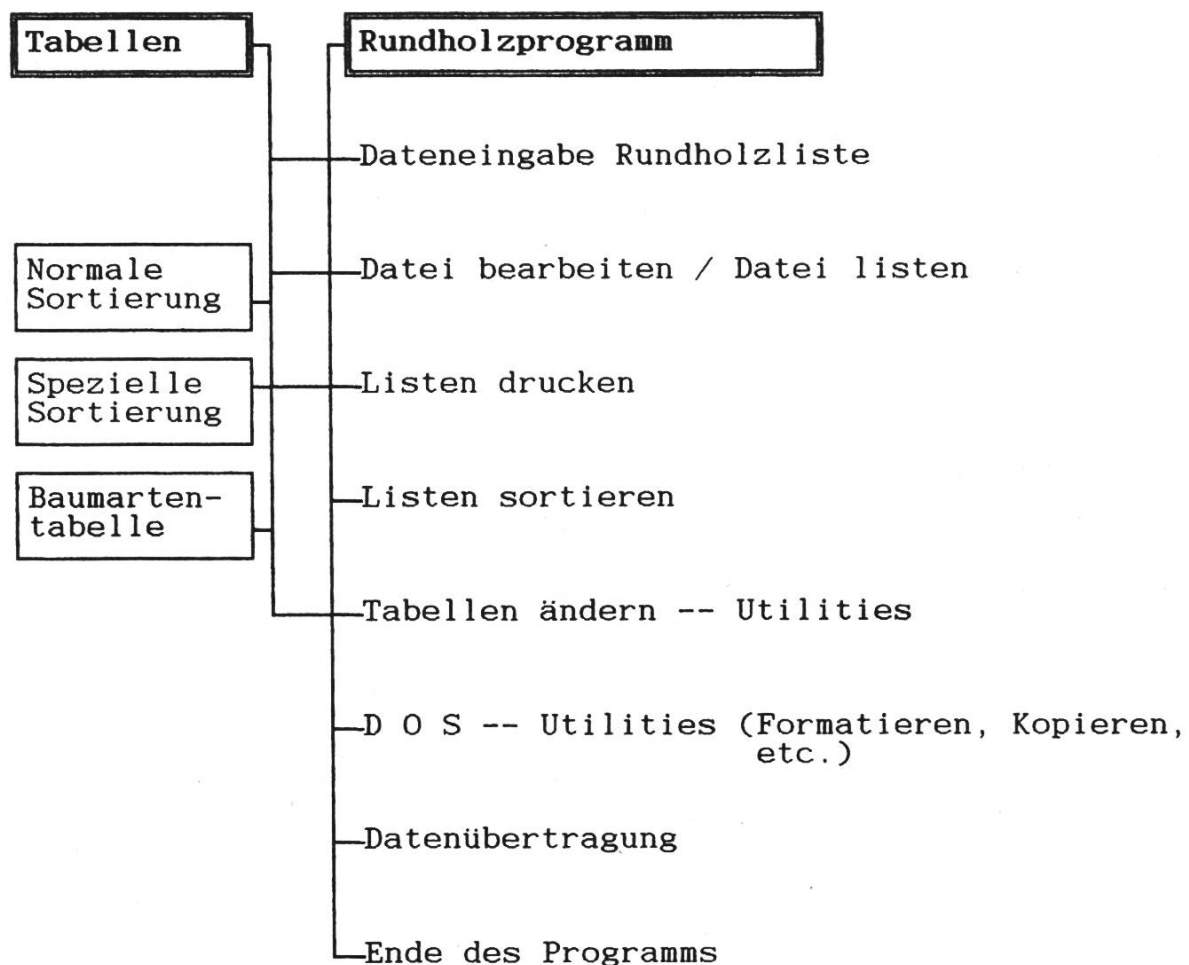 Tabellen
Rundholzprogramm
Dateneingabe Rundholzliste
Normale
Sortierung
Datei bearbeiten / Datei listen
Spezielle
Sortierung
Listen drucken
Baumarten-
tabelle
Listen sortieren
Tabellen ändern -- Utilities
D O S -- Utilities (Formatieren, Kopieren,
etc.)
Datenübertragung
Ende des Programms